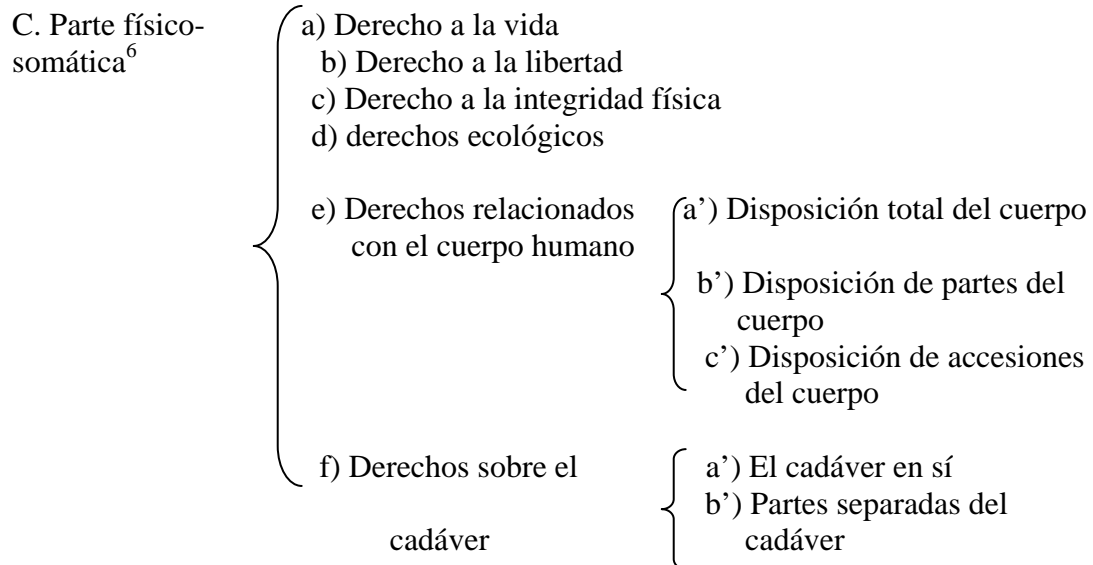 C. Parte físico-
somática6
a) Derecho a la vida
b) Derecho a la libertad
c) Derecho a la integridad física
d) derechos ecológicos
e) Derechos relacionados
con el cuerpo humano
a’) Disposición total del cuerpo
b’) Disposición de partes del
cuerpo
c’) Disposición de accesiones
del cuerpo
f) Derechos sobre el
cadáver
a’) El cadáver en sí
b’) Partes separadas del
cadáver